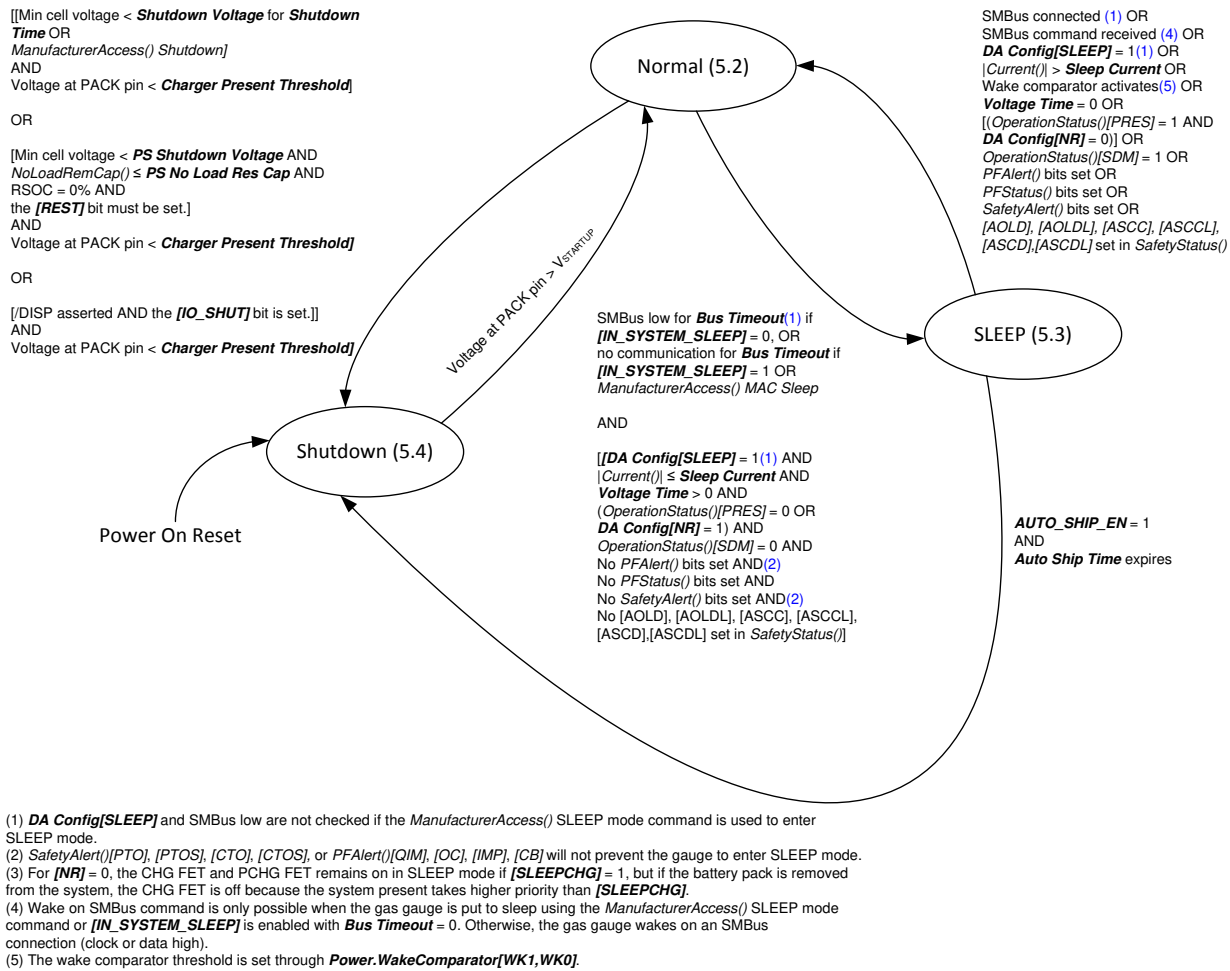 [[Min cell voltage < Shutdown Voltage for Shutdown
Time OR
ManufacturerAccess() Shutdown]
AND
Voltage at PACK pin < Charger Present Threshold]
OR
[Min cell voltage < PS Shutdown Voltage AND
NoLoadRemCap() ≤ PS No Load Res Cap AND
RSOC = 0% AND
the [REST] bit must be set.]
AND
Voltage at PACK pin < Charger Present Threshold]
OR
[/DISP asserted AND the [IO_SHUT] bit is set.]]
AND
Voltage at PACK pin < Charger Present Threshold]
Normal (5.2)
SMBus connected (1) OR
SMBus command received (4) OR
DA Config[SLEEP] = 1(1) OR
|Current()| > Sleep Current OR
Wake comparator activates(5) OR
Voltage Time = 0 OR
[(OperationStatus()[PRES] = 1 AND
DA Config[NR] = 0)] OR
OperationStatus()[SDM] = 1 OR
PFAlert() bits set OR
PFStatus() bits set OR
SafetyAlert() bits set OR
[AOLD], [AOLDL], [ASCC], [ASCCL],
[ASCD],[ASCDL] set in SafetyStatus()
Voltage at PACK pin > VSTARTUP
SMBus low for Bus Timeout(1) if
[IN_SYSTEM_SLEEP] = 0, OR
no communication for Bus Timeout if
[IN_SYSTEM_SLEEP] = 1 OR
ManufacturerAccess() MAC Sleep
AND
[[DA Config[SLEEP] = 1(1) AND
|Current()| ≤ Sleep Current AND
Voltage Time > 0 AND
(OperationStatus()[PRES] = 0 OR
DA Config[NR] = 1) AND
OperationStatus()[SDM] = 0 AND
No PFAlert() bits set AND(2)
No PFStatus() bits set AND
No SafetyAlert() bits set AND(2)
No [AOLD], [AOLDL], [ASCC], [ASCCL],
[ASCD],[ASCDL] set in SafetyStatus()]
SLEEP (5.3)
Shutdown (5.4)
Power On Reset
AUTO_SHIP_EN = 1
AND
Auto Ship Time expires
(1) DA Config[SLEEP] and SMBus low are not checked if the ManufacturerAccess() SLEEP mode command is used to enter
SLEEP mode.
(2) SafetyAlert()[PTO], [PTOS], [CTO], [CTOS], or PFAlert()[QIM], [OC], [IMP], [CB] will not prevent the gauge to enter SLEEP mode.
(3) For [NR] = 0, the CHG FET and PCHG FET remains on in SLEEP mode if [SLEEPCHG] = 1, but if the battery pack is removed
from the system, the CHG FET is off because the system present takes higher priority than [SLEEPCHG].
(4) Wake on SMBus command is only possible when the gas gauge is put to sleep using the ManufacturerAccess() SLEEP mode
command or [IN_SYSTEM_SLEEP] is enabled with Bus Timeout = 0. Otherwise, the gas gauge wakes on an SMBus
connection (clock or data high).
(5) The wake comparator threshold is set through Power.WakeComparator[WK1,WK0].